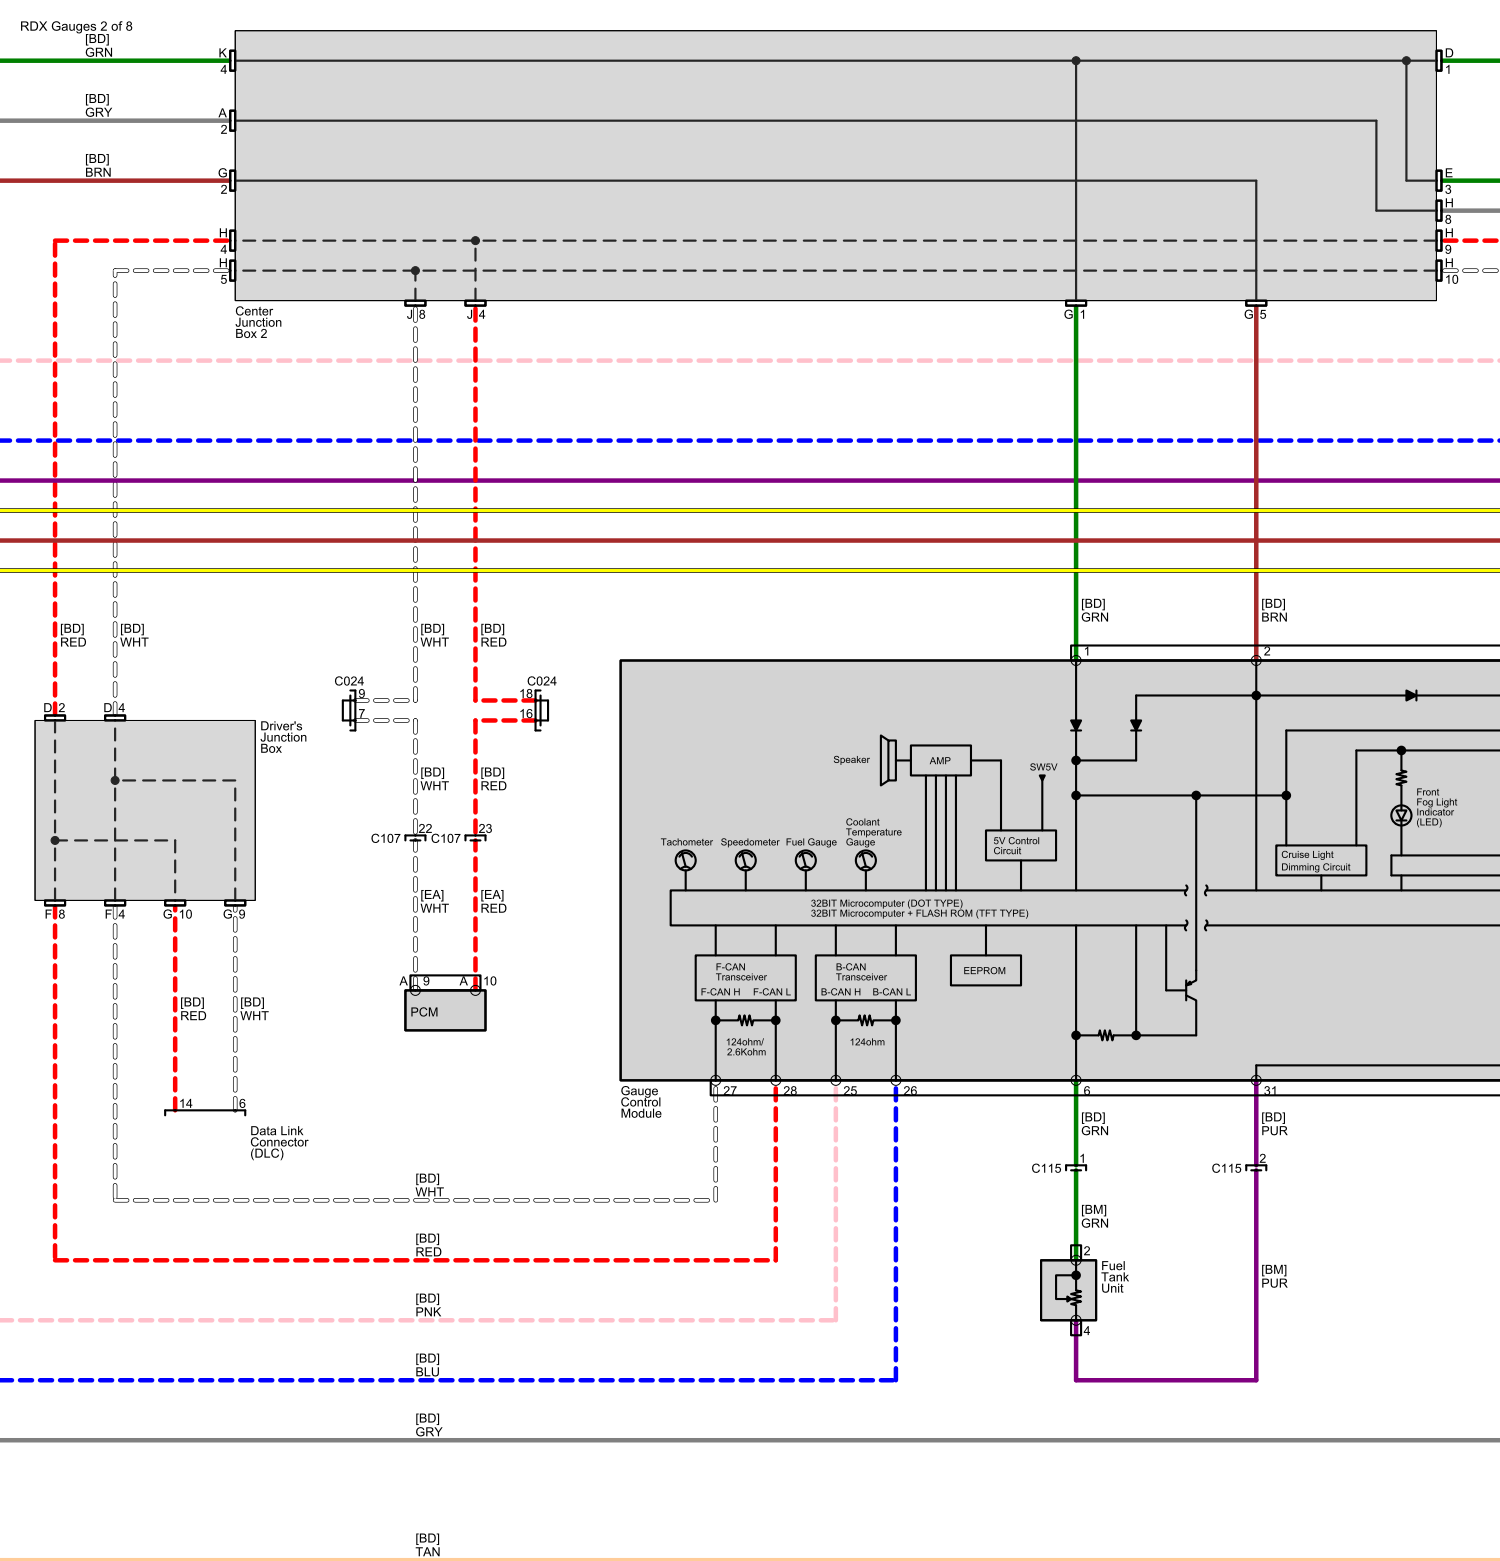 RDX Gauges 2 of 8
[BD]
GRN
K
4
D
1
[BD]
GRY
A
2
[BD]
BRN
G
2
E
3
H
8
H
4
H
9
H
5
H
10
Center
Junction
Box 2
J 8
J 4
G 1
G 5
[BD]
GRN
[BD]
BRN
[BD]
RED
[BD]
WHT
[BD]
WHT
[BD]
RED
1
2
C024
9
7
C024
18
16
D 2
D 4
Driver's
Junction
Box
[BD]
WHT
[BD]
RED
Speaker
AMP
SW5V
Front
Fog Light
Indicator
(LED)
C107
22
C107
23
Tachometer
Speedometer
Fuel Gauge
Coolant
Temperature
Gauge
5V Control
Circuit
Cruise Light
Dimming Circuit
[EA]
WHT
[EA]
RED
32BIT Microcomputer (DOT TYPE)
32BIT Microcomputer + FLASH ROM (TFT TYPE)
F 8
F 4
G 10
G 9
F-CAN
Transceiver
F-CAN H
F-CAN L
B-CAN
Transceiver
B-CAN H
B-CAN L
EEPROM
A 9
A 10
PCM
[BD]
RED
[BD]
WHT
124ohm/
2.6Kohm
124ohm
14
6
Data Link
Connector
(DLC)
Gauge
Control
Module
27
28
25
26
6
31
[BD]
GRN
[BD]
PUR
C115
1
C115
2
[BD]
WHT
[BM]
GRN
[BD]
RED
2
Fuel
Tank
Unit
4
[BM]
PUR
[BD]
PNK
[BD]
BLU
[BD]
GRY
[BD]
TAN